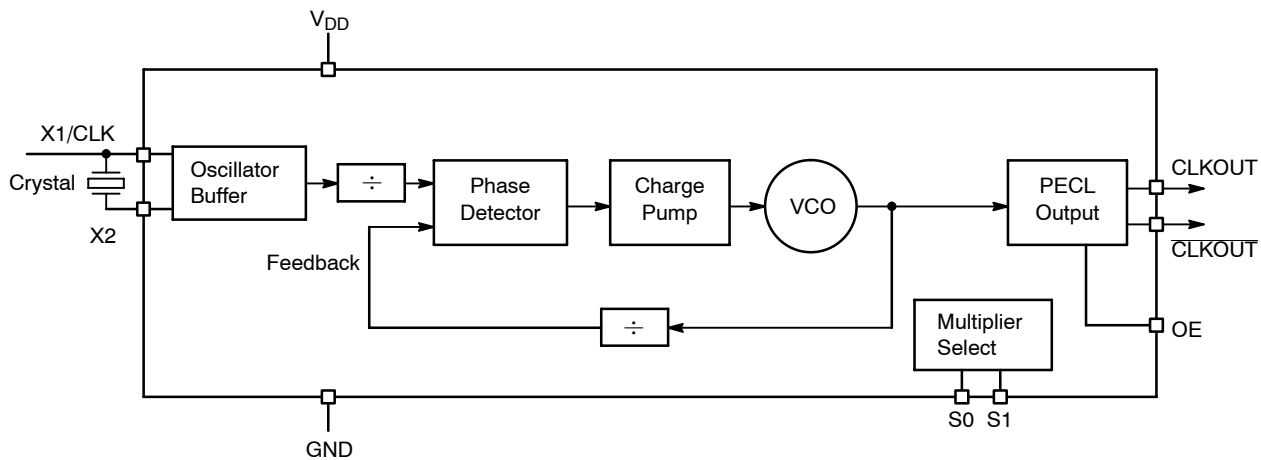 VDD
X1/CLK
Crystal
X2
Oscillator
Buffer
÷
Phase
Detector
Charge
Pump
VCO
PECL
Output
CLKOUT
CLKOUT
Feedback
÷
Multiplier
Select
OE
S0 S1
GND